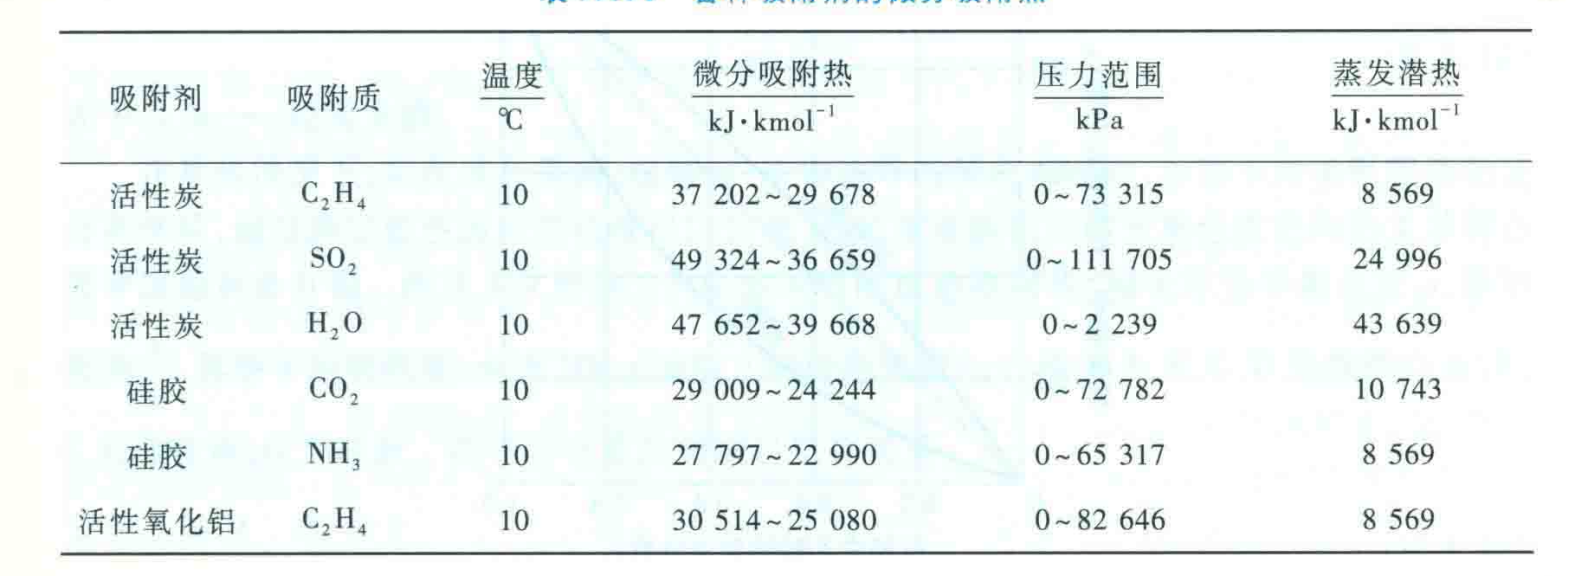 吸附剂 吸附质 温度/℃ 微分吸附热/kJ·kmol⁻¹ 压力范围/kPa 蒸发潜热/kJ·kmol⁻¹
活性炭 C₂H₄ 10 37 202~29 678 0~73 315 8 569
活性炭 SO₂ 10 49 324~36 659 0~111 705 24 996
活性炭 H₂O 10 47 652~39 668 0~2 239 43 639
硅胶 CO₂ 10 29 009~24 244 0~72 782 10 743
硅胶 NH₃ 10 27 797~22 990 0~65 317 8 569
活性氧化铝 C₂H₄ 10 30 514~25 080 0~82 646 8 569